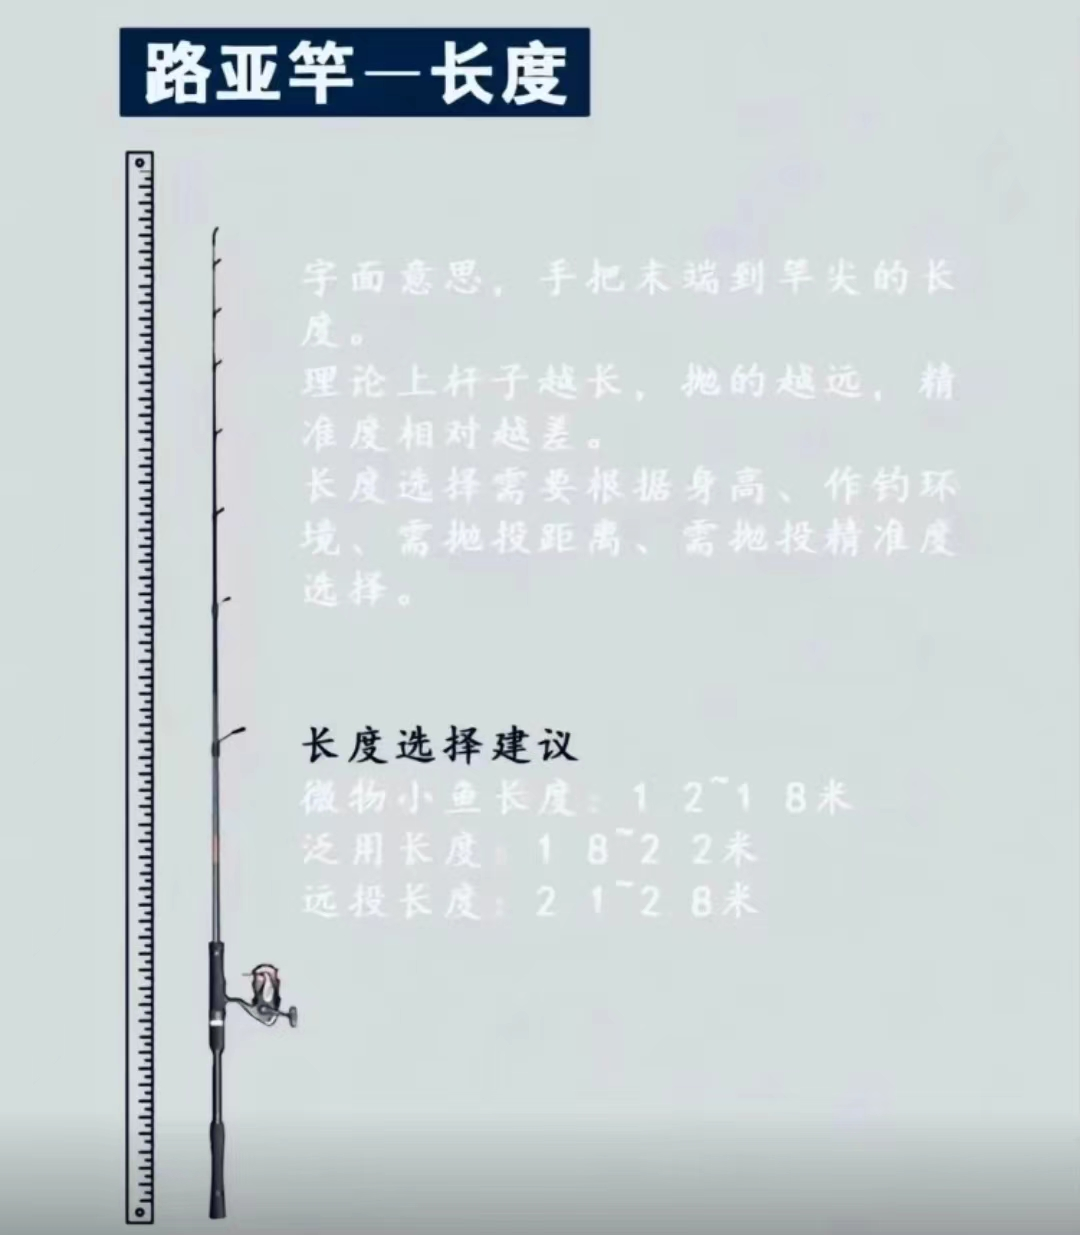 路亚竿—长度
字面意思，手把末端到竿尖的长
度。
理论上杆子越长，抛的越远，精
准度相对越差。
长度选择需要根据身高、作钓环
境、需抛投距离、需抛投精准度
选择。
长度选择建议
微物小鱼长度：1 2~1 8米
泛用长度：1 8~2 2米
远投长度：2 1~2 8米